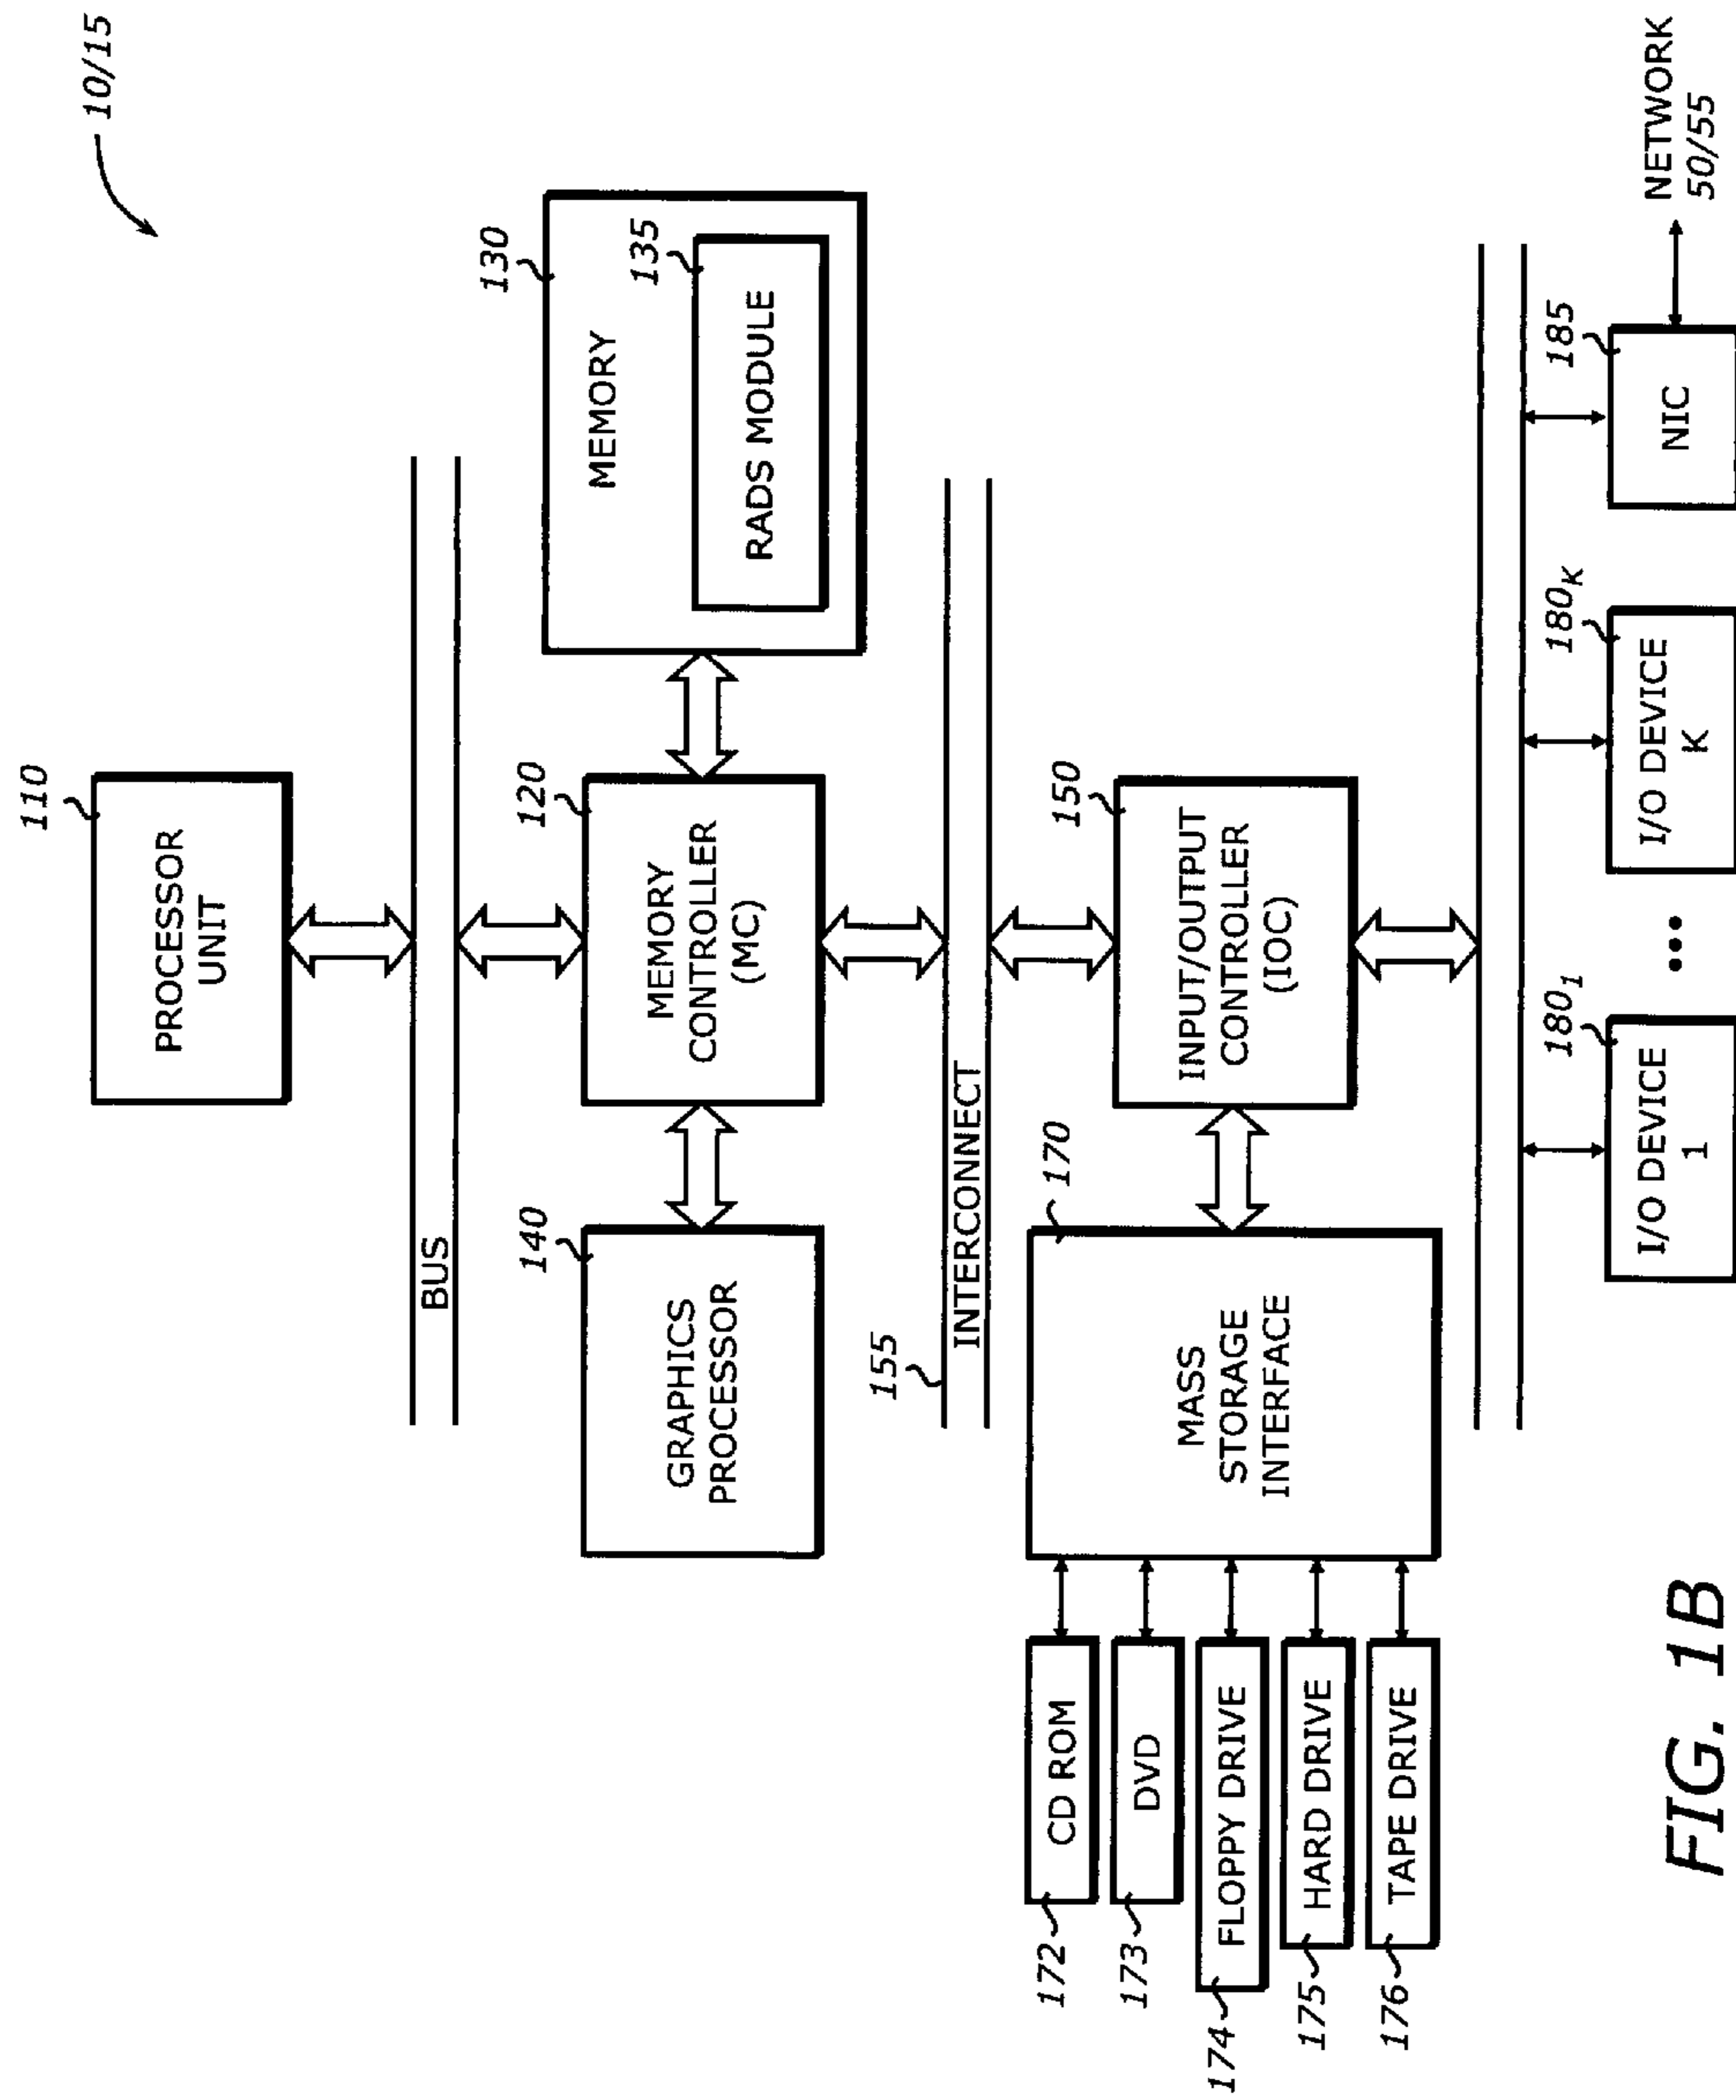 10/15
110
PROCESSOR
UNIT
BUS
140
GRAPHICS
PROCESSOR
120
MEMORY
CONTROLLER
(MC)
130
MEMORY
135
RADS MODULE
155
INTERCONNECT
170
MASS
STORAGE
INTERFACE
150
INPUT/OUTPUT
CONTROLLER
(IOC)
172
CD ROM
173
DVD
174
FLOPPY DRIVE
175
HARD DRIVE
176
TAPE DRIVE
180₁
I/O DEVICE
1
•••
180K
I/O DEVICE
K
185
NIC
NETWORK
50/55
FIG. 1B